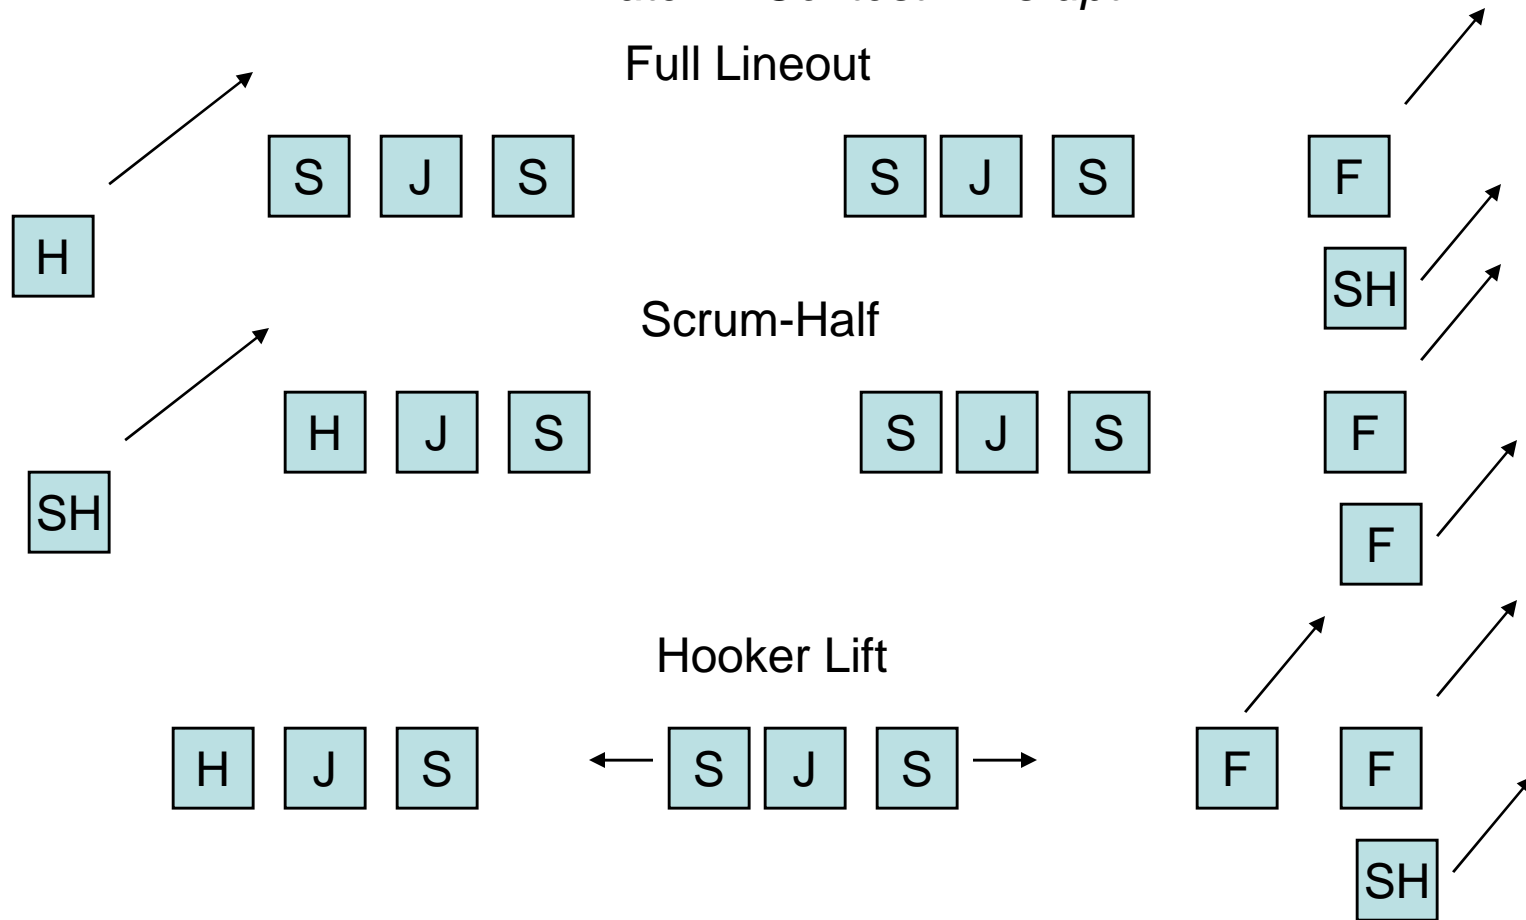 Full Lineout
S J S S J S F
H
SH
Scrum-Half
H J S S J S F
SH
F
Hooker Lift
H J S S J S F F
SH